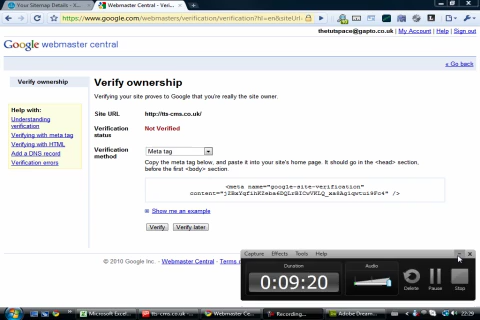 Your Sitemap Details - G
Webmaster Central - Veri
https://www.google.com/webmasters/verification/verification?hl=en&siteUrl
thetubspace@gapto.co.uk | My Account | Help | Sign out
Google webmaster central
« Go back
Verify ownership
Help with:
Understanding
verification
Verifying with meta tag
Verifying with HTML
Add a DNS record
Verification errors
Verify ownership
Verifying your site proves to Google that you're really the site owner.
Site URL http://tts-cms.co.uk/
Verification
status Not Verified
Verification
method Meta tag
Copy the meta tag below, and paste it into your site's home page. It should go in the <head> section,
before the first <body> section.
<meta name="google-site-verification"
Show me an example
Verify Verify later
© 2010 Google Inc. - Webmaster Central - Terms
Capture Effects Tools Help
Duration
0:09:20
Audio
Delete Pause Stop
Microsoft Excel...
tts-cms.co.uk -...
Webmaster Ce...
Recording...
Adobe Dream...
22:29